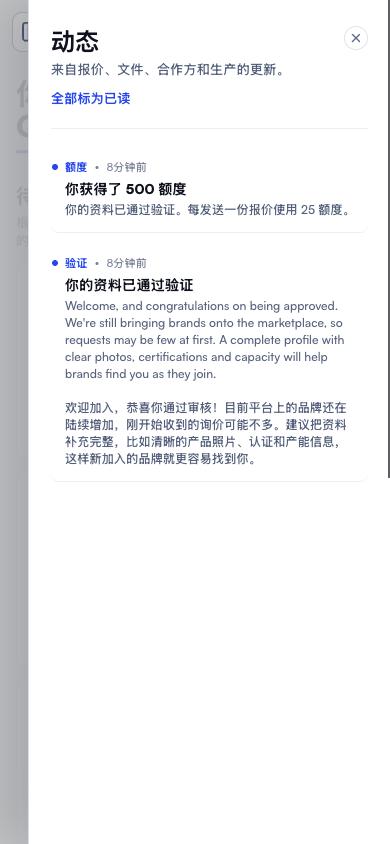 动态
来自报价、文件、合作方和生产的更新。
全部标为已读
额度 • 8分钟前
你获得了 500 额度
你的资料已通过验证。每发送一份报价使用 25 额度。
验证 • 8分钟前
你的资料已通过验证
Welcome, and congratulations on being approved.
We're still bringing brands onto the marketplace, so
requests may be few at first. A complete profile with
clear photos, certifications and capacity will help
brands find you as they join.
欢迎加入，恭喜你通过审核！目前平台上的品牌还在
陆续增加，刚开始收到的询价可能不多。建议把资料
补充完整，比如清晰的产品照片、认证和产能信息，
这样新加入的品牌就更容易找到你。